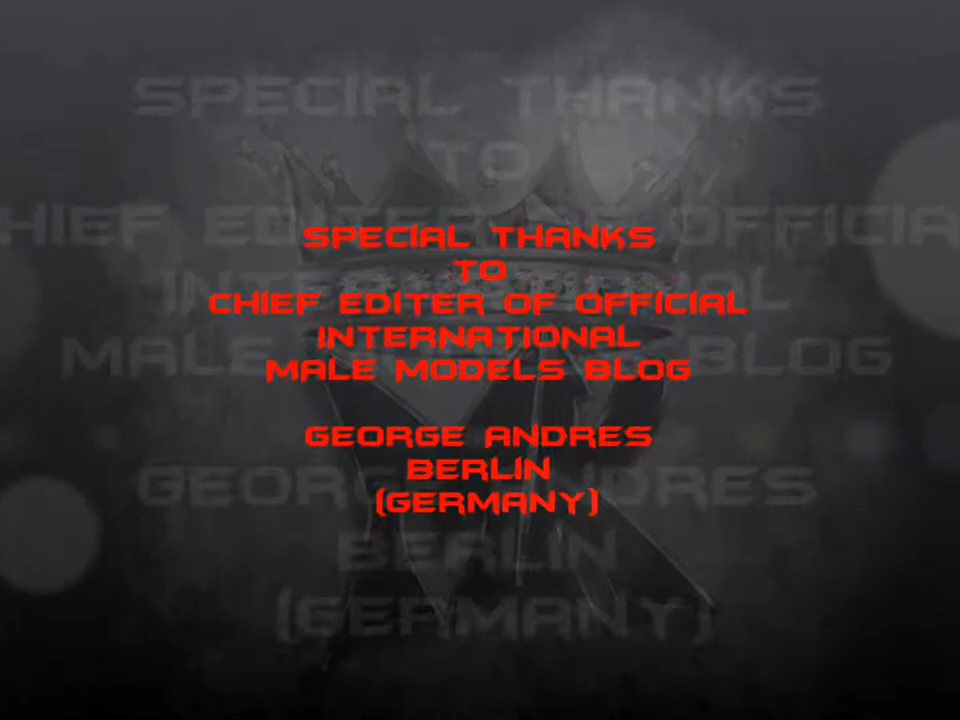 SPECIAL THANKS
TO
CHIEF EDITER OF OFFICIAL
INTERNATIONAL
MALE MODELS BLOG
GEORGE ANDRES
BERLIN
(GERMANY)